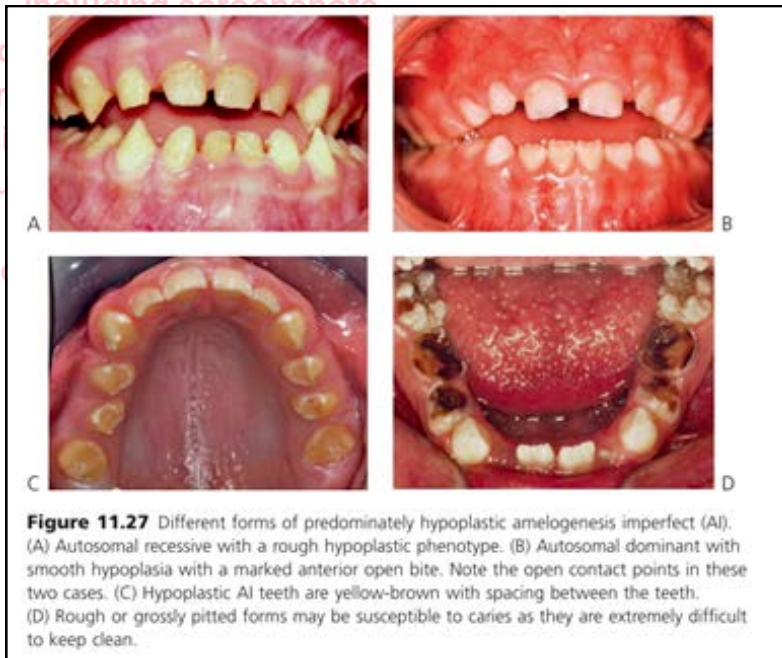 including screenshots
A
B
C
D
Figure 11.27 Different forms of predominately hypoplastic amelogenesis imperfect (AI).
(A) Autosomal recessive with a rough hypoplastic phenotype. (B) Autosomal dominant with
smooth hypoplasia with a marked anterior open bite. Note the open contact points in these
two cases. (C) Hypoplastic AI teeth are yellow-brown with spacing between the teeth.
(D) Rough or grossly pitted forms may be susceptible to caries as they are extremely difficult
to keep clean.